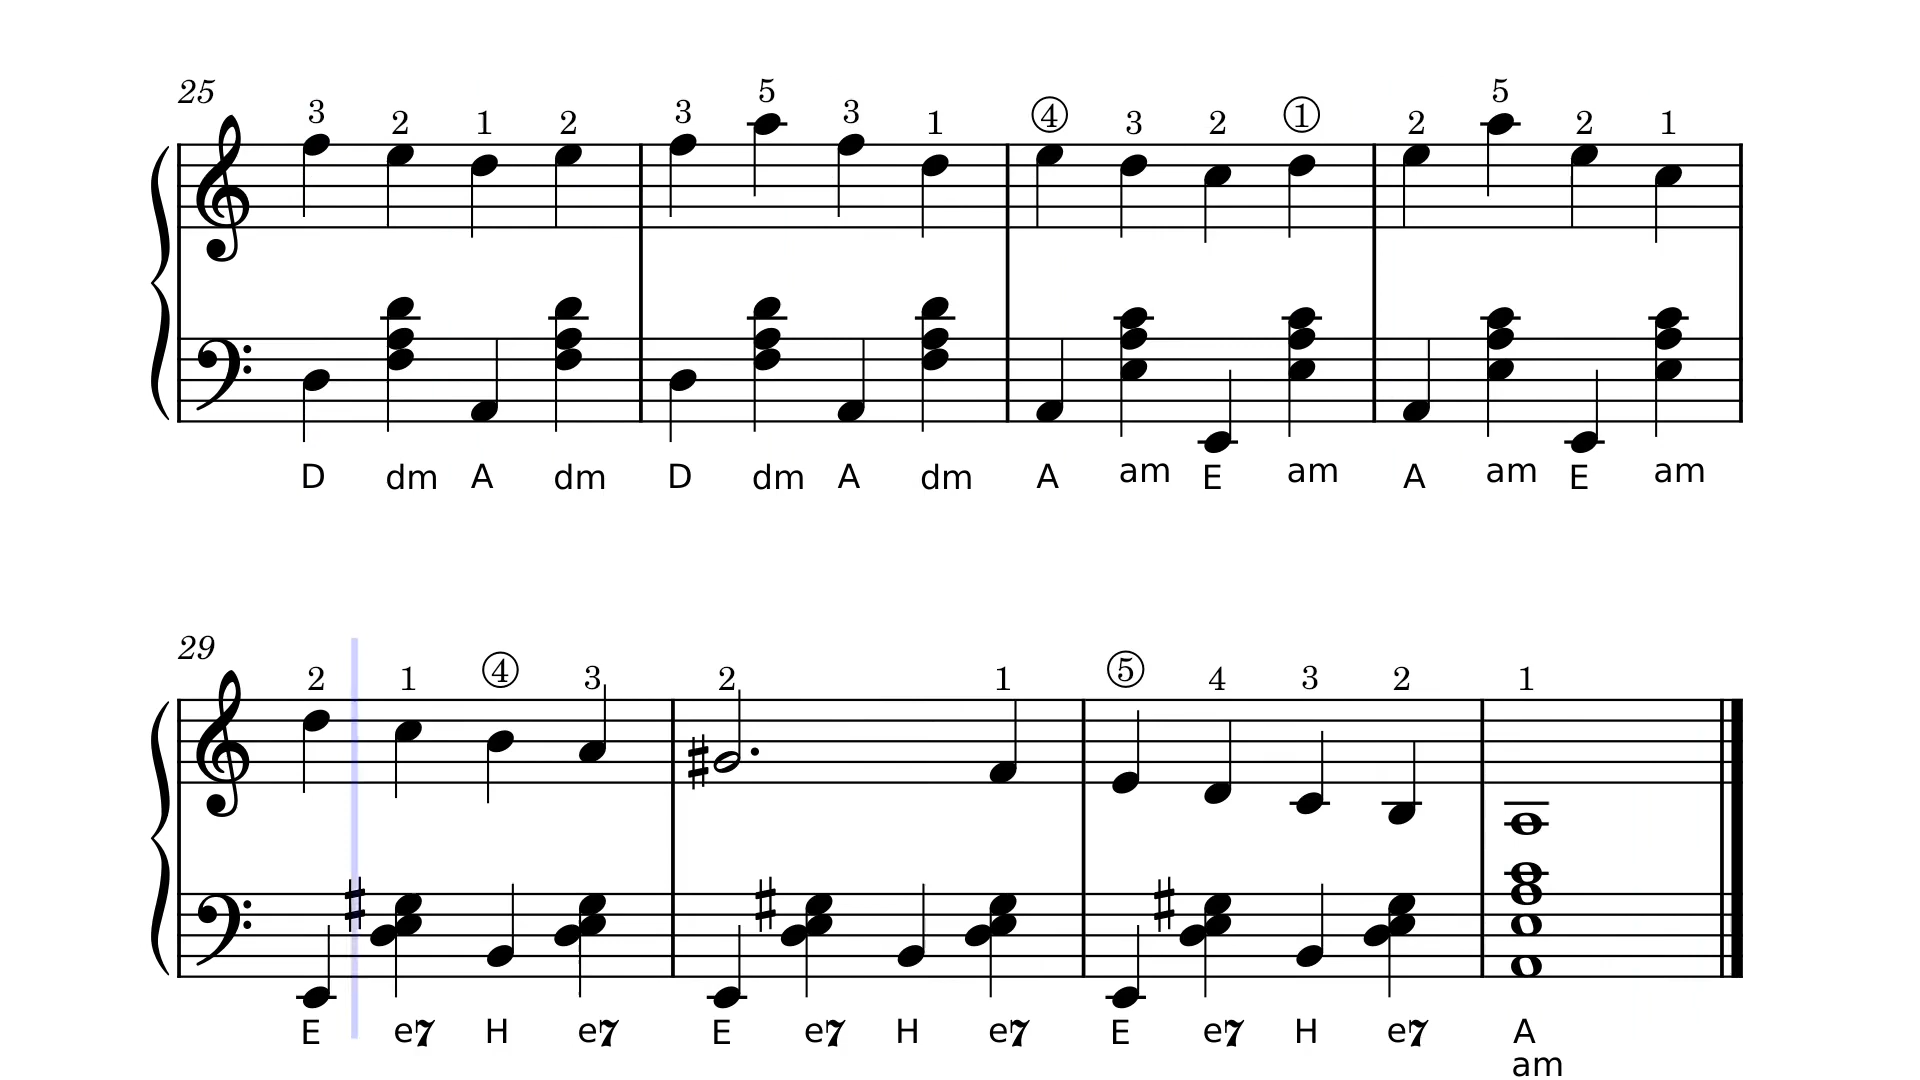 25
3 2 1 2 3 5 3 1 ④ 3 2 ① 2 5 2 1
D dm A dm D dm A dm A am E am A am E am
29
2 1 ④ 3 2 1 ⑤ 4 3 2 1
E e7 H e7 E e7 H e7 E e7 H e7 A
am